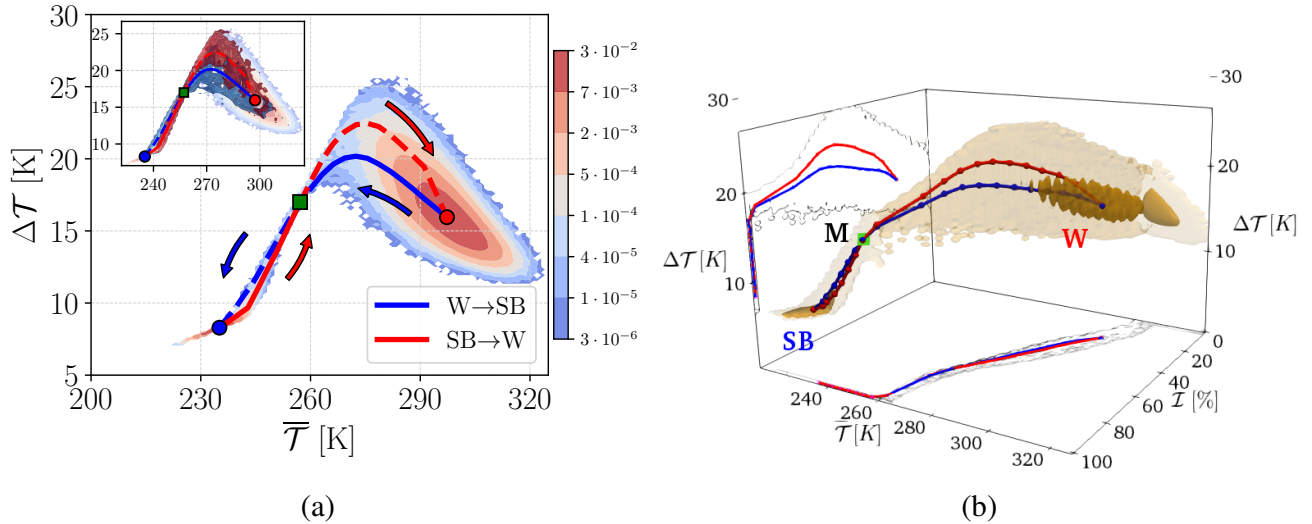 30
25
20
15
10
5
200
230
260
290
320
ΔT [K]
T̅ [K]
25
20
15
10
240
270
300
W→SB
SB→W
3 · 10⁻²
7 · 10⁻³
2 · 10⁻³
5 · 10⁻⁴
1 · 10⁻⁴
4 · 10⁻⁵
1 · 10⁻⁵
3 · 10⁻⁶
(a)
30
20
10
ΔT [K]
M
W
SB
30
20
10
ΔT [K]
0
20
40
60
80
100
I̅ [%]
240
260
280
300
320
T̅ [K]
(b)